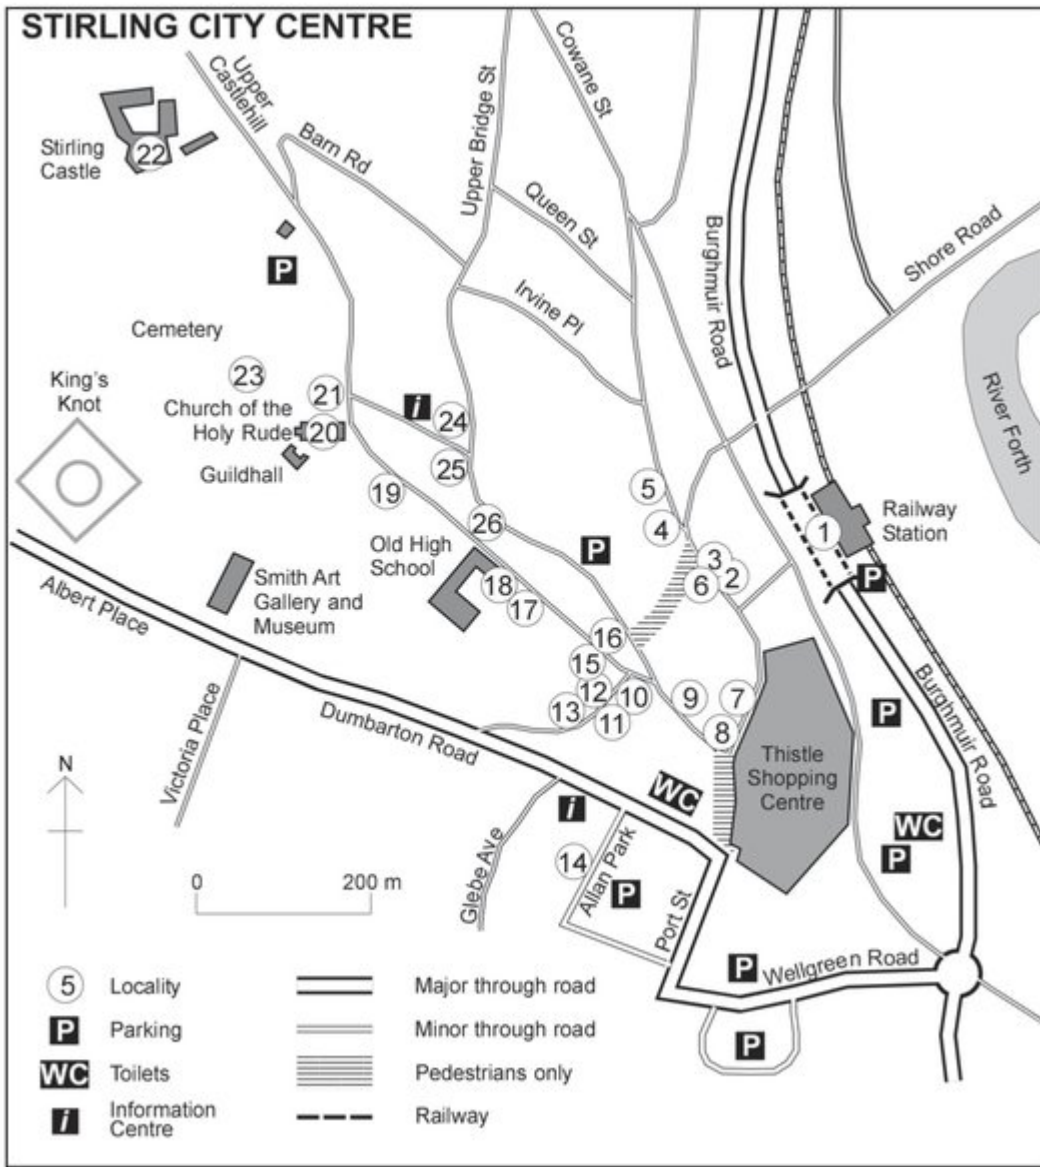 STIRLING CITY CENTRE
Upper
Castlehill
Barn Rd
Upper Bridge St
Cowane St
Queen St
Irvine Pl
Burghmuir Road
Shore Road
River Forth
Stirling
Castle
22
P
Cemetery
King's
Knot
23
21
Church of the
Holy Rude
20
Guildhall
i
24
25
19
26
5
4
P
3
2
6
1
Railway
Station
P
Old High
School
18
17
16
15
12
10
13
11
9
7
8
Smith Art
Gallery and
Museum
Albert Place
Victoria Place
Dumbarton Road
Thistle
Shopping
Centre
P
Burghmuir Road
WC
P
WC
i
14
Allan Park
P
Glebe Ave
Port St
P
Wellgreen Road
P
N
0
200 m
5
Locality
P
Parking
WC
Toilets
i
Information
Centre
Major through road
Minor through road
Pedestrians only
Railway